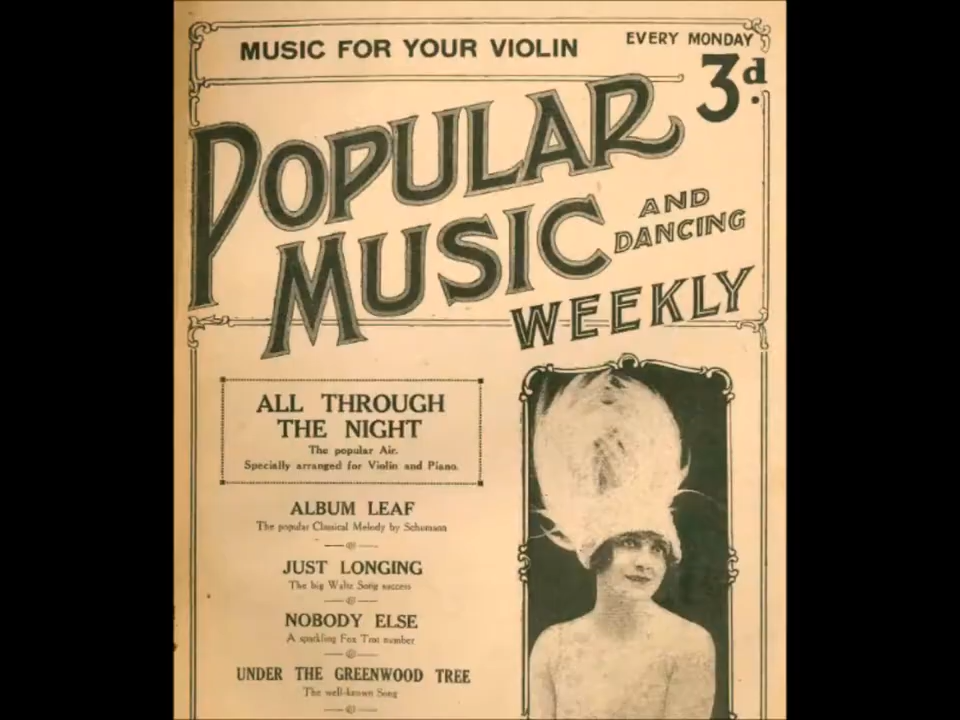 MUSIC FOR YOUR VIOLIN
EVERY MONDAY
3d.
POPULAR
MUSIC
AND
DANCING
WEEKLY
ALL THROUGH
THE NIGHT
The popular Air.
Specially arranged for Violin and Piano.
ALBUM LEAF
The popular Classical Melody by Schumann
JUST LONGING
The big Waltz Song success
NOBODY ELSE
A sparkling Fox Trot number
UNDER THE GREENWOOD TREE
The well-known Song